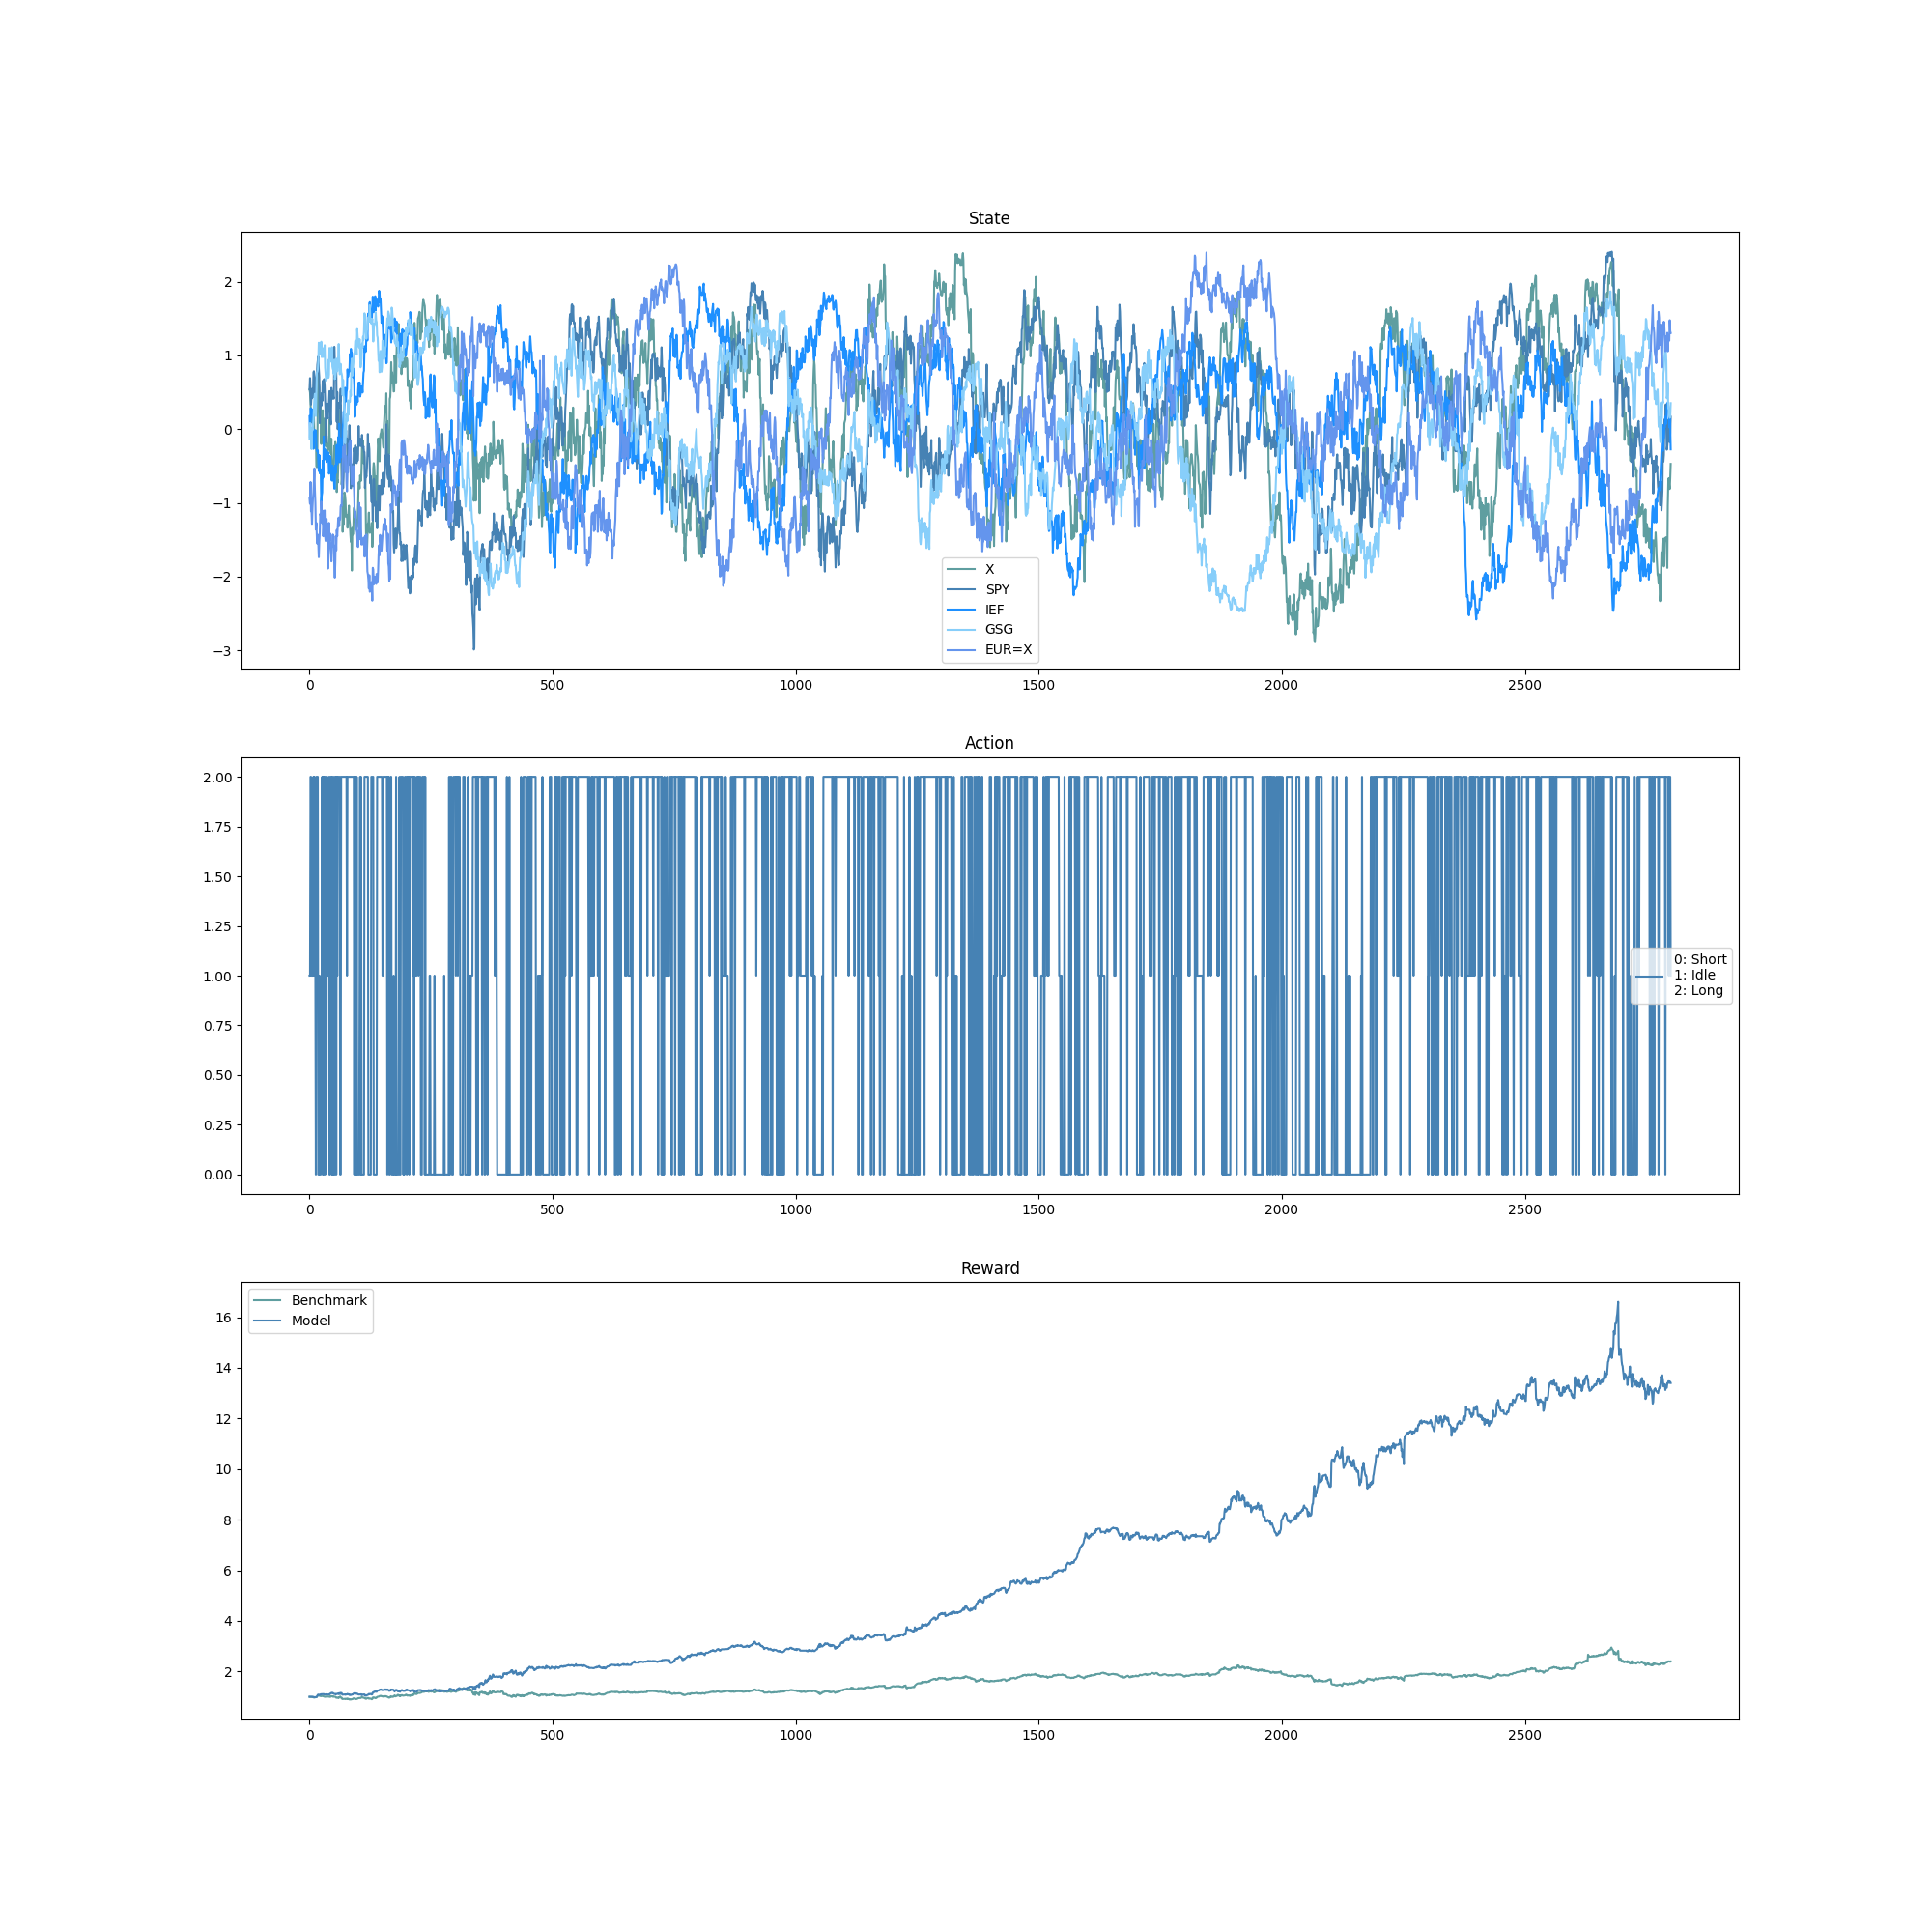 State
2
1
0
−1
−2
−3
X
SPY
IEF
GSG
EUR=X
0 500 1000 1500 2000 2500
Action
2.00
1.75
1.50
1.25
1.00
0.75
0.50
0.25
0.00
0: Short
1: Idle
2: Long
0 500 1000 1500 2000 2500
Reward
Benchmark
Model
16
14
12
10
8
6
4
2
0 500 1000 1500 2000 2500